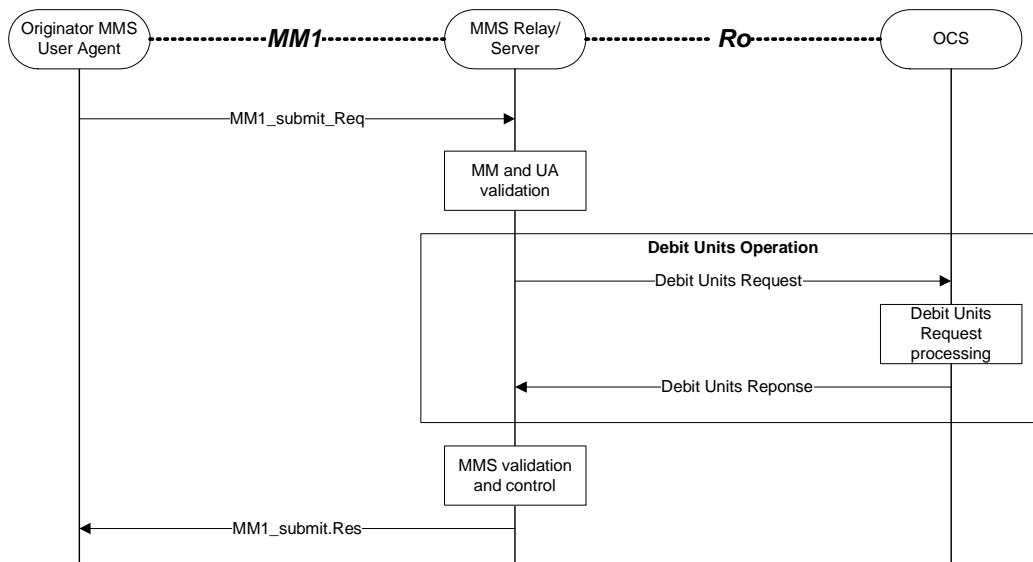 Originator MMS
User Agent
MM1
MMS Relay/
Server
Ro
OCS
MM1_submit_Req
MM and UA
validation
Debit Units Operation
Debit Units Request
Debit Units
Request
processing
Debit Units Reponse
MMS validation
and control
MM1_submit.Res